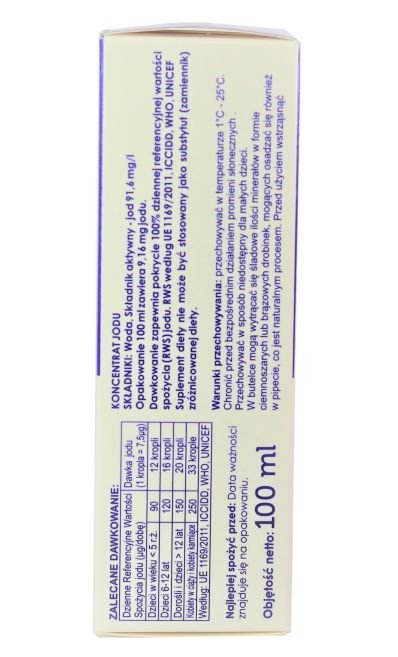 ZALECANE DAWKOWANIE:
Dzienne Referencyjne Wartości Spożycia jodu (µg/dobę) Dawka jodu (1 kropla = 7,5µg)
Dzieci w wieku < 5 r.ż. 90 12 kropli
Dzieci 6-12 lat 120 16 kropli
Dorośli i dzieci > 12 lat 150 20 kropli
Kobiety w ciąży i kobiety karmiące 250 33 krople
Według: UE 1169/2011, ICCIDD, WHO, UNICEF
Najlepiej spożyć przed: Data ważności
znajduje się na opakowaniu.
Objętość netto: 100 ml
KONCENTRAT JODU
SKŁADNIKI: Woda, Składnik aktywny - jod 91,6 mg/l
Opakowanie 100 ml zawiera 9,16 mg jodu.
Dawkowanie zapewnia pokrycie 100% dziennej referencyjnej wartości
spożycia (RWS) jodu. RWS według UE 1169/2011, ICCIDD, WHO, UNICEF
Suplement diety nie może być stosowany jako substytut (zamiennik)
zróżnicowanej diety.
Warunki przechowywania: przechowywać w temperaturze 1°C - 25°C.
Chronić przed bezpośrednim działaniem promieni słonecznych .
Przechowywać w sposób niedostępny dla małych dzieci.
W butelce mogą wytrącać się śladowe ilości minerałów w formie
ciemnoszarych lub brązowych drobinek, mogących osadzać się również
w pipecie, co jest naturalnym procesem. Przed użyciem wstrząsnąć